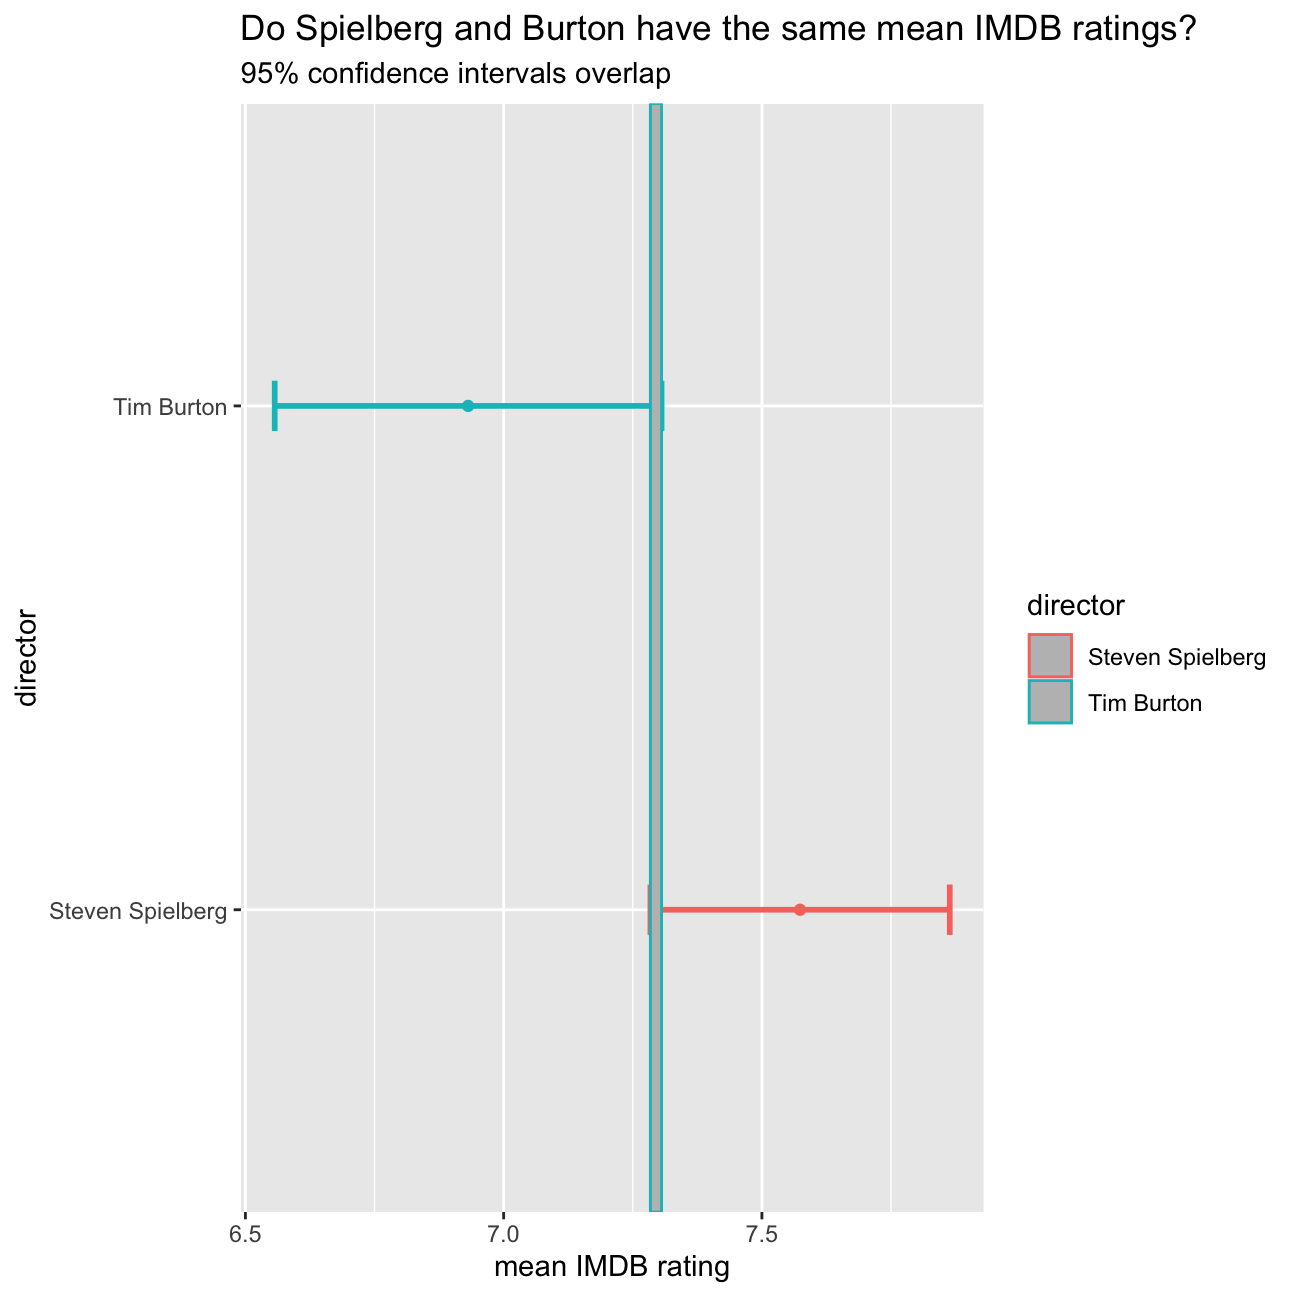 Do Spielberg and Burton have the same mean IMDB ratings?
95% confidence intervals overlap
Tim Burton
Steven Spielberg
director
6.5
7.0
7.5
mean IMDB rating
director
Steven Spielberg
Tim Burton